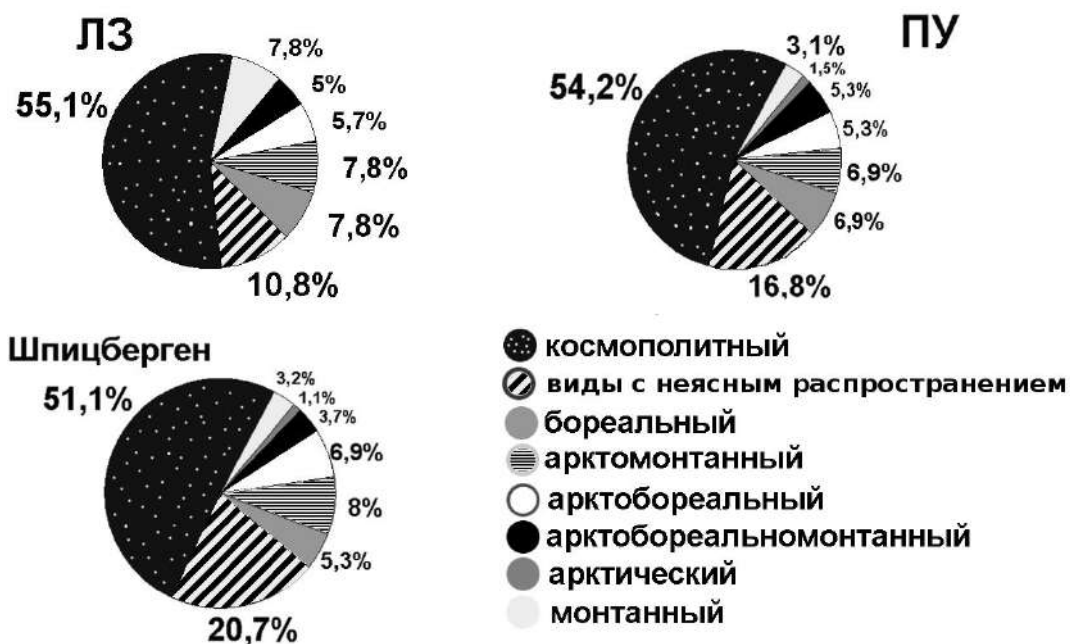 ЛЗ
7,8%
5%
5,7%
7,8%
7,8%
10,8%
55,1%
ПУ
3,1%
1,5%
5,3%
5,3%
6,9%
6,9%
16,8%
54,2%
Шпицберген
3,2%
1,1%
3,7%
6,9%
8%
5,3%
20,7%
51,1%
космополитный
виды с неясным распространением
бореальный
арктомонтанный
арктобореальный
арктобореальномонтанный
арктический
монтанный